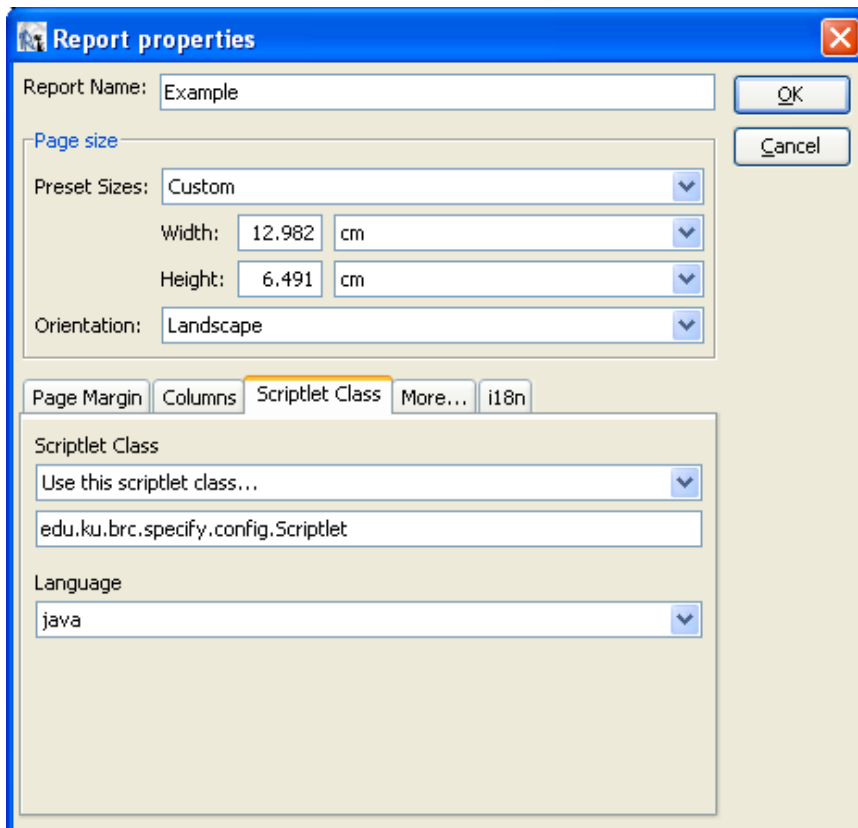 Report properties
Report Name: Example
OK
Page size
Cancel
Preset Sizes: Custom
Width: 12.982 cm
Height: 6.491 cm
Orientation: Landscape
Page Margin Columns Scriptlet Class More... i18n
Scriptlet Class
Use this scriptlet class...
edu.ku.brc.specify.config.Scriptlet
Language
java